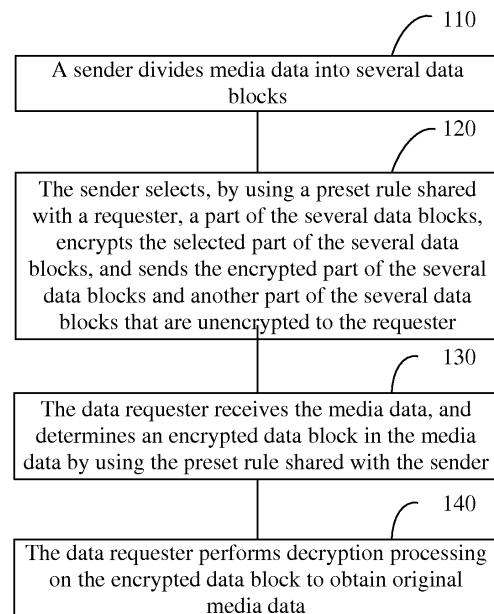 110
A sender divides media data into several data
blocks
120
The sender selects, by using a preset rule shared
with a requester, a part of the several data blocks,
encrypts the selected part of the several data
blocks, and sends the encrypted part of the several
data blocks and another part of the several data
blocks that are unencrypted to the requester
130
The data requester receives the media data, and
determines an encrypted data block in the media
data by using the preset rule shared with the sender
140
The data requester performs decryption processing
on the encrypted data block to obtain original
media data